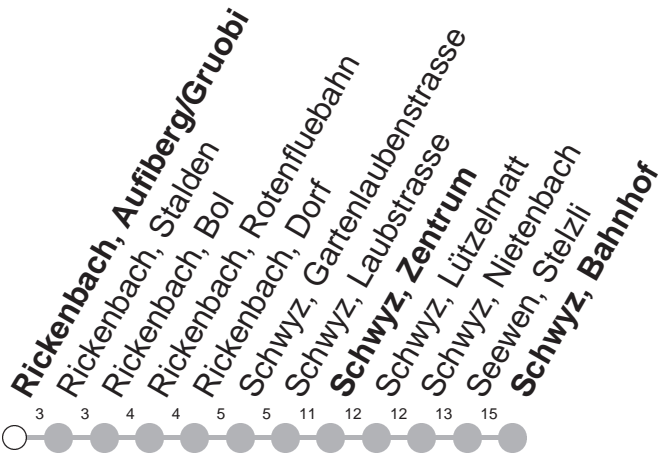 Rickenbach, Aufiberg/Gruobi
Rickenbach, Stalden
Rickenbach, Bol
Rickenbach, Rotenfluebahn
Rickenbach, Dorf
Schwyz, Gartenlaubenstrasse
Schwyz, Laubstrasse
Schwyz, Zentrum
Schwyz, Lützelmatt
Schwyz, Nietenbach
Seewen, Stelzli
Schwyz, Bahnhof
3 3 4 4 5 5 11 12 12 13 15